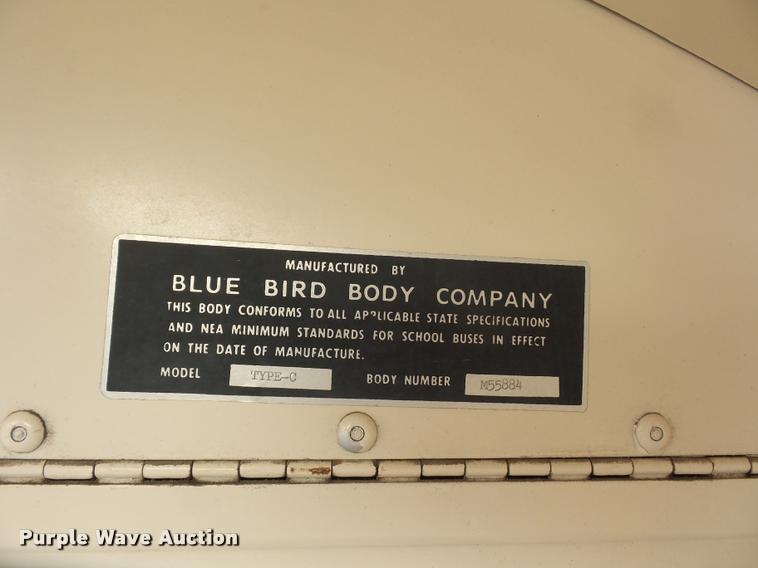 MANUFACTURED BY
BLUE BIRD BODY COMPANY
THIS BODY CONFORMS TO ALL APPLICABLE STATE SPECIFICATIONS
AND NEA MINIMUM STANDARDS FOR SCHOOL BUSES IN EFFECT
ON THE DATE OF MANUFACTURE.
MODEL TYPE-C BODY NUMBER M55884
Purple Wave Auction